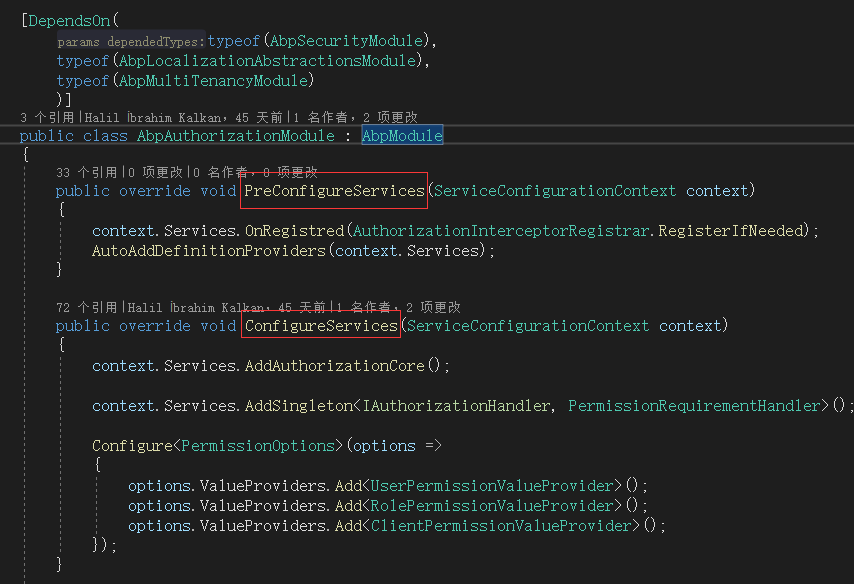 [DependsOn(
params dependedTypes:typeof(AbpSecurityModule),
typeof(AbpLocalizationAbstractionsModule),
typeof(AbpMultiTenancyModule)
)]
3 个引用|Halil İbrahim Kalkan，45 天前|1 名作者，2 项更改
public class AbpAuthorizationModule : AbpModule
{
33 个引用|0 项更改|0 名作者，0 项更改
public override void PreConfigureServices(ServiceConfigurationContext context)
{
context.Services.OnRegistred(AuthorizationInterceptorRegistrar.RegisterIfNeeded);
AutoAddDefinitionProviders(context.Services);
}
72 个引用|Halil İbrahim Kalkan，45 天前|1 名作者，2 项更改
public override void ConfigureServices(ServiceConfigurationContext context)
{
context.Services.AddAuthorizationCore();
context.Services.AddSingleton<IAuthorizationHandler, PermissionRequirementHandler>();
Configure<PermissionOptions>(options =>
{
options.ValueProviders.Add<UserPermissionValueProvider>();
options.ValueProviders.Add<RolePermissionValueProvider>();
options.ValueProviders.Add<ClientPermissionValueProvider>();
});
}